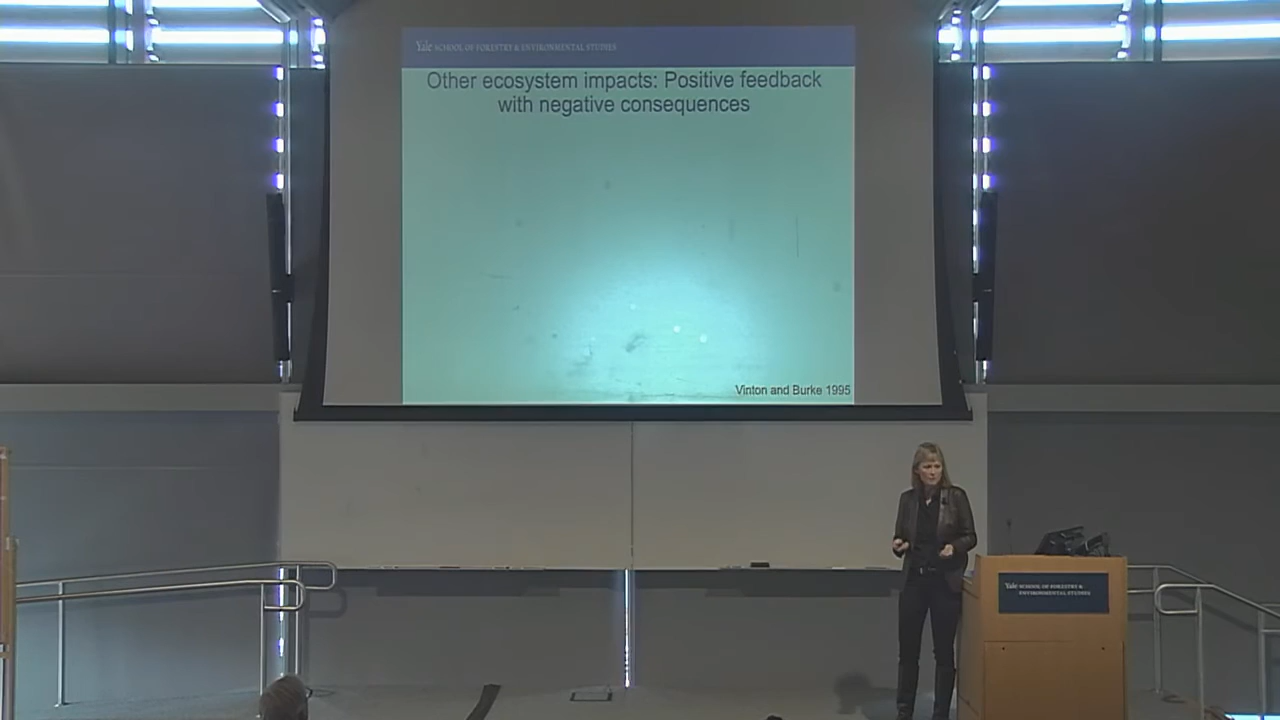 Yale SCHOOL OF FORESTRY & ENVIRONMENTAL STUDIES
Other ecosystem impacts: Positive feedback
with negative consequences
Vinton and Burke 1995
Yale SCHOOL OF FORESTRY &
ENVIRONMENTAL STUDIES